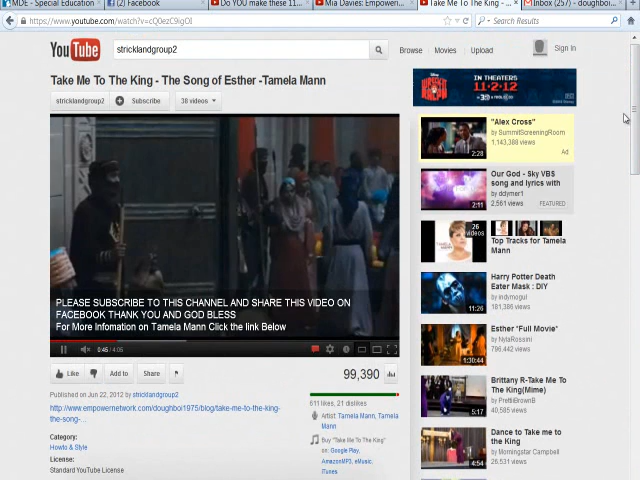 MDE - Special Education
(2) Facebook
Do YOU make these 11...
Mia Davies: Empowen...
Take Me To The King - ...
Inbox (257) - doughboi...
https://www.youtube.com/watch?v=cQ0ezC9igOI
Search
YouTube
stricklandgroup2
Browse Movies Upload
Sign In
Take Me To The King - The Song of Esther -Tamela Mann
stricklandgroup2
Subscribe
38 videos
IN THEATERS
11·2·12
PLEASE SUBSCRIBE TO THIS CHANNEL AND SHARE THIS VIDEO ON
FACEBOOK THANK YOU AND GOD BLESS
For More Infomation on Tamela Mann Click the link Below
0:45 / 4:05
Like
Add to
Share
99,390
Published on Jun 22, 2012 by stricklandgroup2
http://www.empowernetwork.com/doughboi1975/blog/take-me-to-the-king-
the-song-...
Category:
Howto & Style
License:
Standard YouTube License
611 likes, 21 dislikes
Artist: Tamela Mann, Tamela
Mann
Buy "Take Me To The King"
on: Google Play,
AmazonMP3, eMusic,
iTunes
"Alex Cross"
by SummitScreeningRoom
1,143,388 views
Ad
2:28
Our God - Sky VBS
song and lyrics with
by ddymer1
2,561 views FEATURED
2:11
26
videos
Top Tracks for Tamela
Mann
Harry Potter Death
Eater Mask : DIY
by indymogul
181,386 views
11:26
Esther *Full Movie*
by NylaRossini
796,442 views
1:30:44
Brittany R-Take Me To
The King(Mime)
by PrettiBrownB
40,585 views
5:17
Dance to Take me to
the King
by Morningstar Campbell
26,531 views
4:54